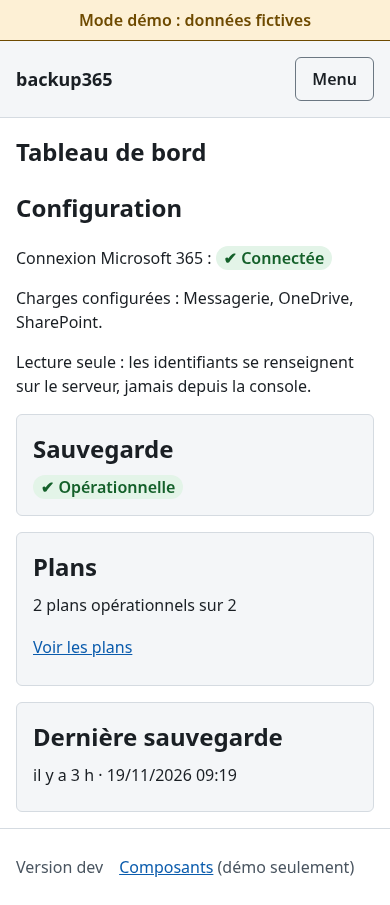 Mode démo : données fictives
backup365
Menu
Tableau de bord
Configuration
Connexion Microsoft 365 : ✔ Connectée
Charges configurées : Messagerie, OneDrive,
SharePoint.
Lecture seule : les identifiants se renseignent
sur le serveur, jamais depuis la console.
Sauvegarde
✔ Opérationnelle
Plans
2 plans opérationnels sur 2
Voir les plans
Dernière sauvegarde
il y a 3 h · 19/11/2026 09:19
Version dev Composants (démo seulement)